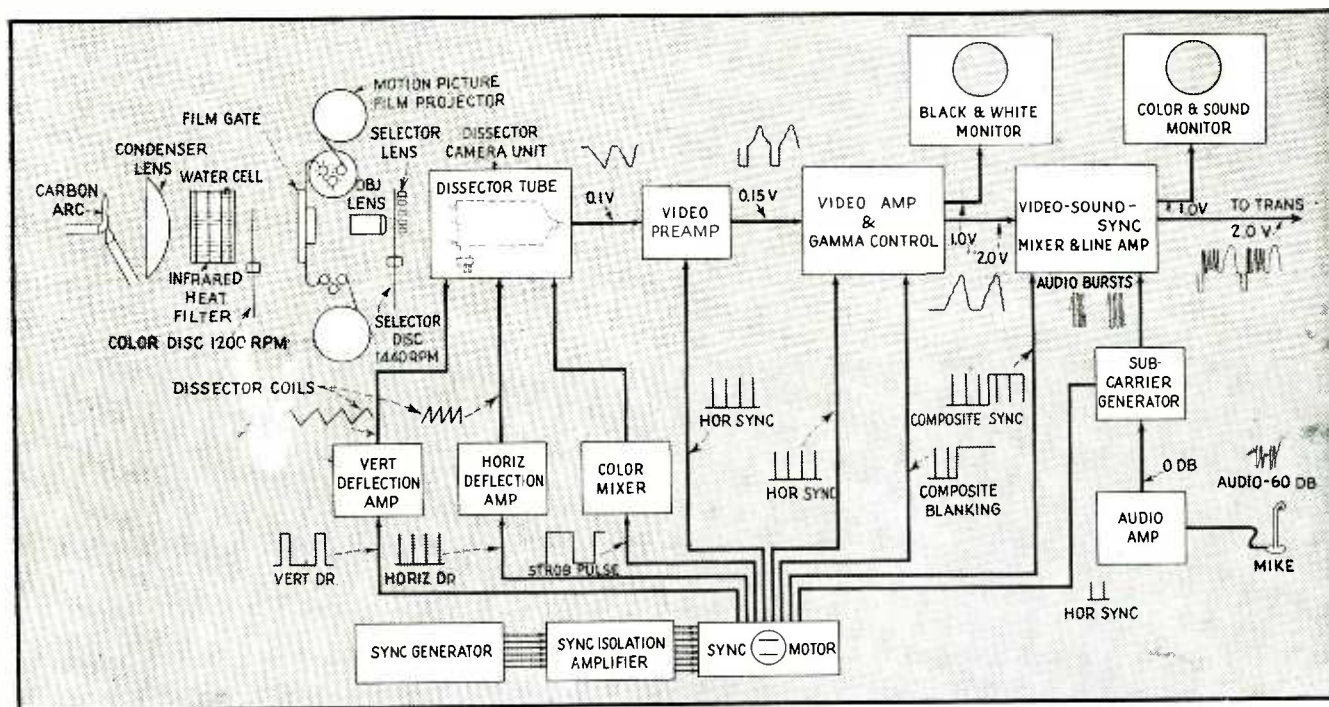 MOTION PICTURE
FILM PROJECTOR
FILM GATE
SELECTOR
LENS
DISSECTOR
CAMERA UNIT
CONDENSER
LENS
WATER CELL
CARBON
ARC
OBJ
LENS
INFRARED
HEAT
FILTER
COLOR DISC 1200 RPM
SELECTOR
DISC
1440 RPM
DISSECTOR TUBE
0.1V
VIDEO
PREAMP
0.15V
VIDEO AMP
&
GAMMA CONTROL
BLACK & WHITE
MONITOR
COLOR & SOUND
MONITOR
1.0V
2.0V
VIDEO-SOUND-
SYNC
MIXER & LINE AMP
1.0V
TO TRANS
2.0V
AUDIO BURSTS
DISSECTOR COILS
VERT
DEFLECTION
AMP
HORIZ
DEFLECTION
AMP
COLOR
MIXER
HOR SYNC
HOR SYNC
COMPOSITE SYNC
COMPOSITE
BLANKING
SUB-
CARRIER
GENERATOR
0 DB
AUDIO-60 DB
AUDIO
AMP
MIKE
VERT DR.
HORIZ DR.
STROB PULSE
HOR SYNC
SYNC GENERATOR
SYNC ISOLATION
AMPLIFIER
SYNC MOTOR